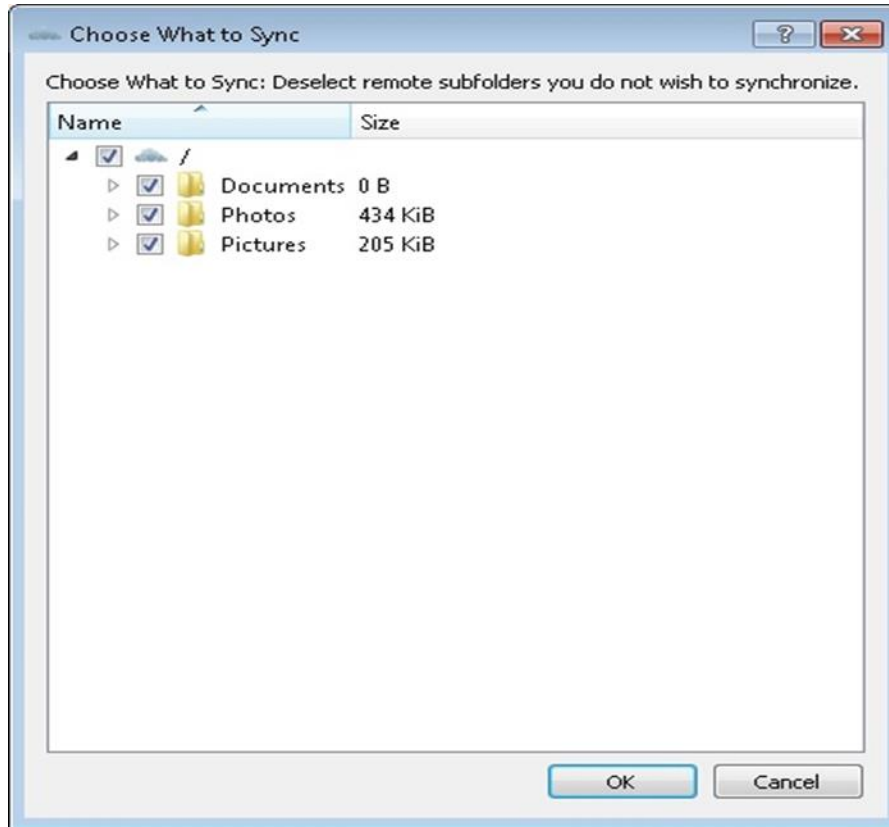 Choose What to Sync
Choose What to Sync: Deselect remote subfolders you do not wish to synchronize.
Name Size
/
Documents 0 B
Photos 434 KiB
Pictures 205 KiB
OK Cancel